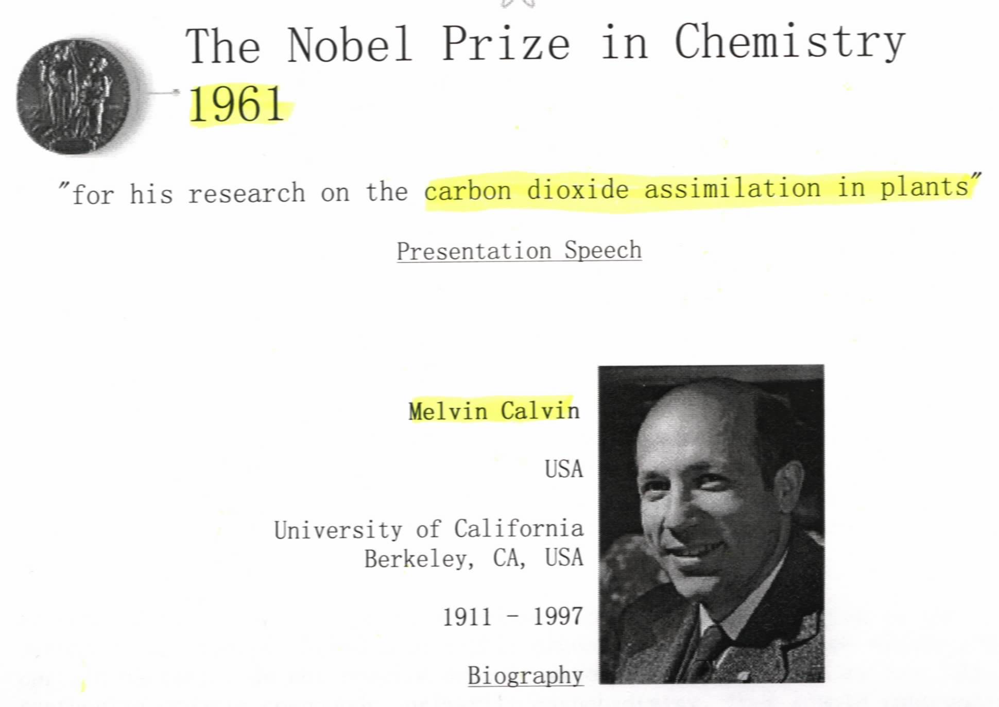 The Nobel Prize in Chemistry
1961
"for his research on the carbon dioxide assimilation in plants"
Presentation Speech
Melvin Calvin
USA
University of California
Berkeley, CA, USA
1911 - 1997
Biography